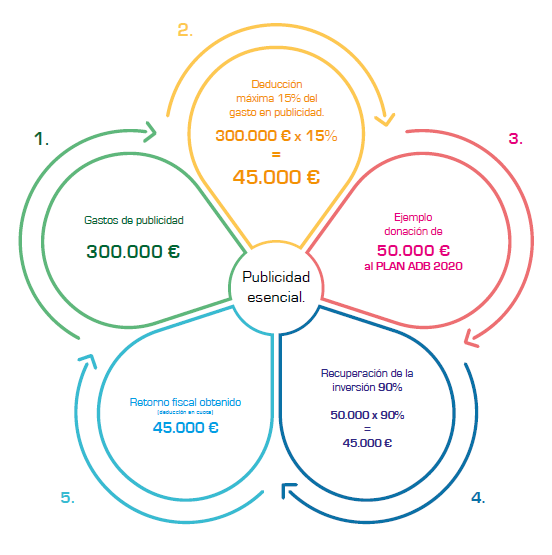 1.
Gastos de publicidad
300.000 €
2.
Deducción
máxima 15% del
gasto en publicidad.
300.000 € x 15%
=
45.000 €
3.
Ejemplo
donación de
50.000 €
al PLAN ADB 2020
Publicidad
esencial.
4.
Recuperación de la
inversión 90%
50.000 x 90%
=
45.000 €
5.
Retorno fiscal obtenido
(deducción en cuota)
45.000 €